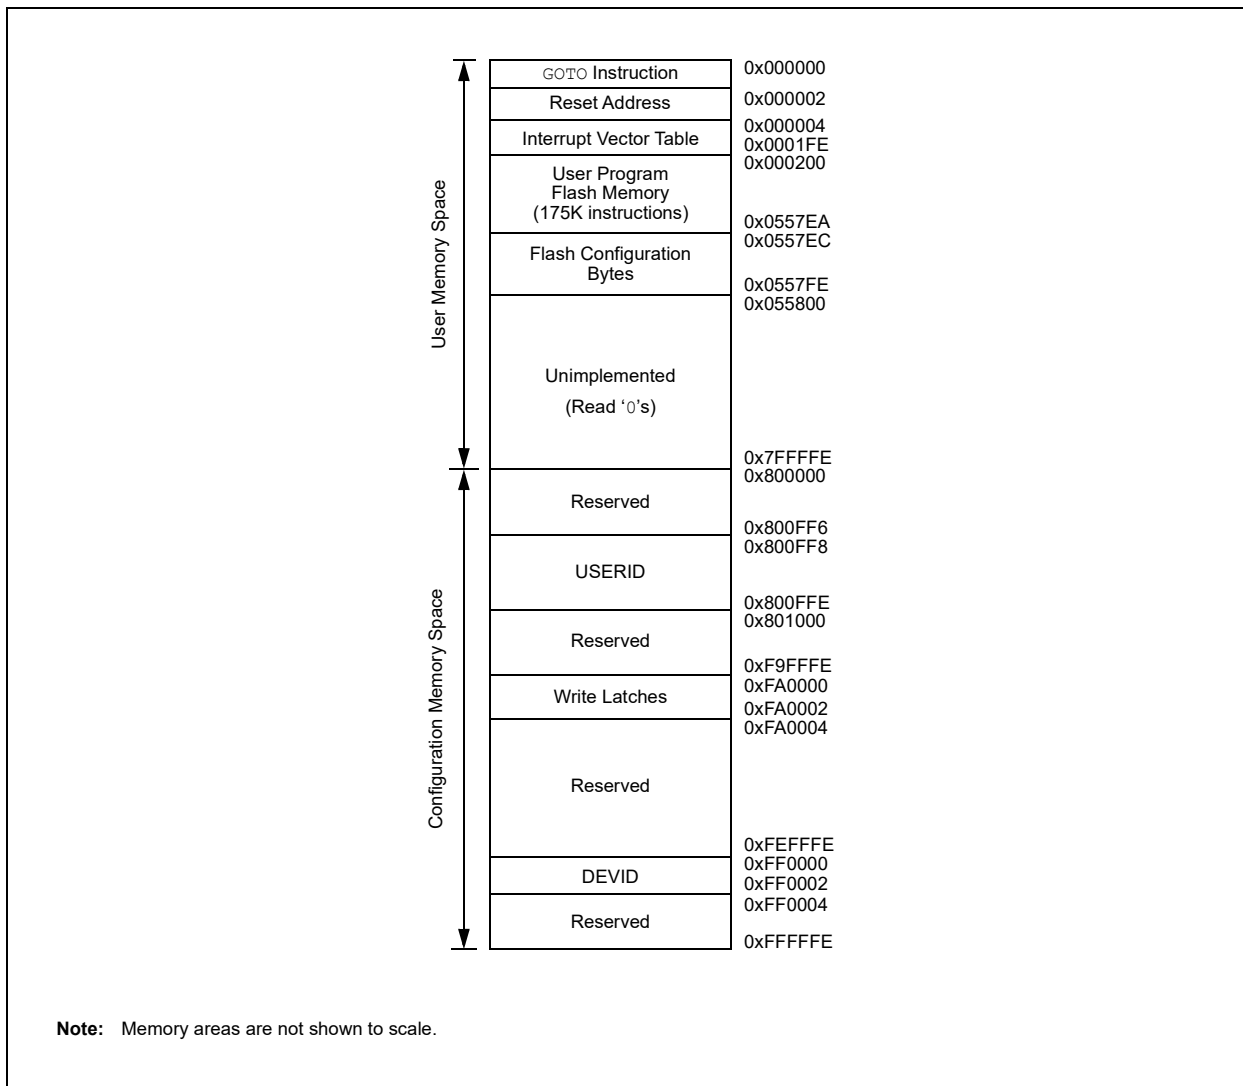 GOTO Instruction
0x000000
Reset Address
0x000002
Interrupt Vector Table
0x000004
0x0001FE
0x000200
User Program
Flash Memory
(175K instructions)
0x0557EA
0x0557EC
Flash Configuration
Bytes
0x0557FE
0x055800
User Memory Space
Unimplemented
(Read ‘0’s)
0x7FFFFE
0x800000
Reserved
0x800FF6
0x800FF8
USERID
0x800FFE
0x801000
Reserved
0xF9FFFE
0xFA0000
Write Latches
0xFA0002
0xFA0004
Configuration Memory Space
Reserved
0xFEFFFE
0xFF0000
DEVID
0xFF0002
0xFF0004
Reserved
0xFFFFFE
Note: Memory areas are not shown to scale.